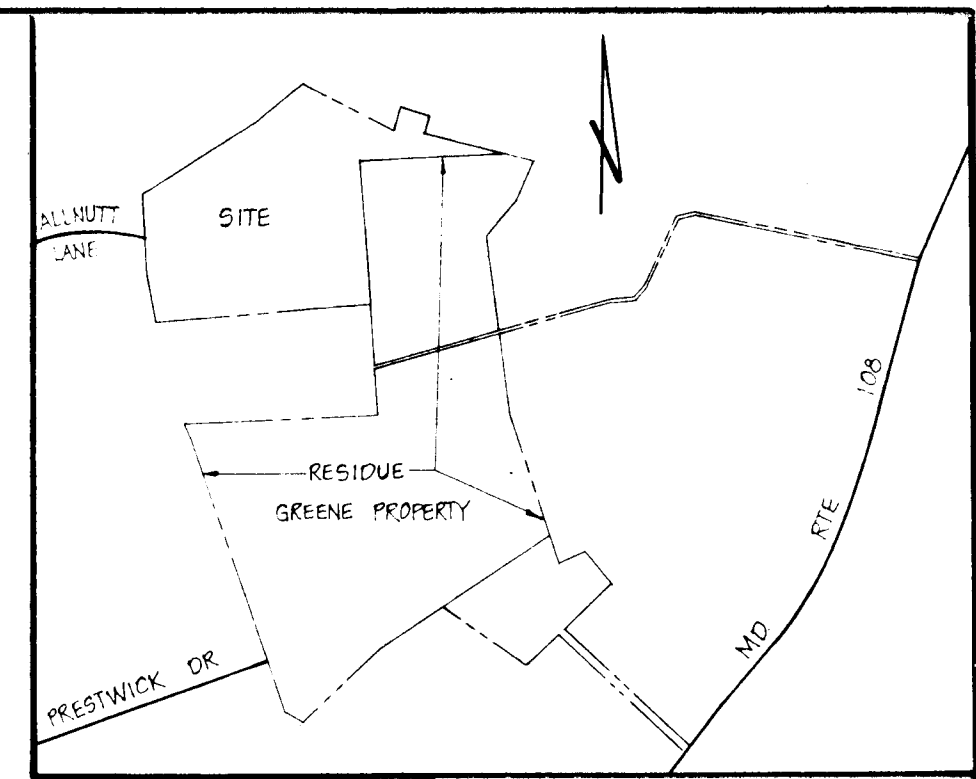 ALLNUTT
LANE
SITE
108
RESIDUE
GREENE PROPERTY
RTE
MD.
PRESTWICK DR